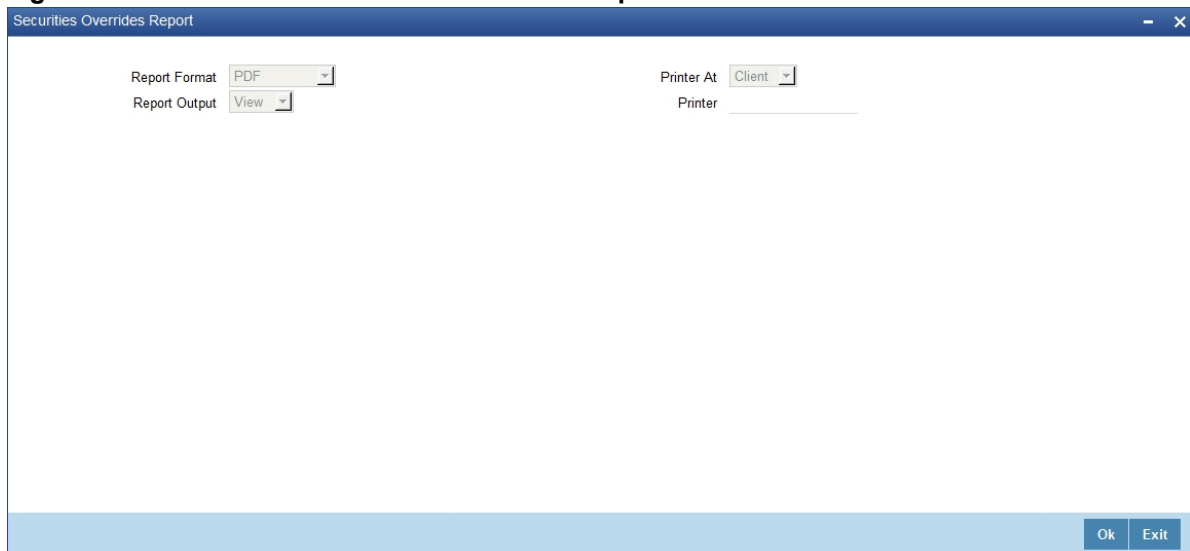 Securities Overrides Report
Report Format PDF Printer At Client
Report Output View Printer
Ok Exit